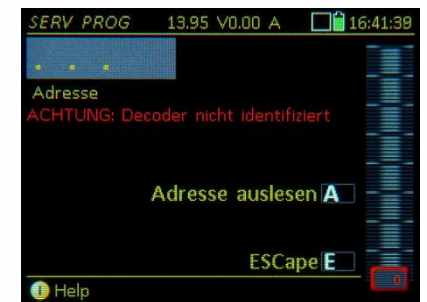 SERV PROG 13.95 V0.00 A 16:41:39
. . .
Adresse
ACHTUNG: Decoder nicht identifiziert
Adresse auslesen A
ESCape E
0
i Help